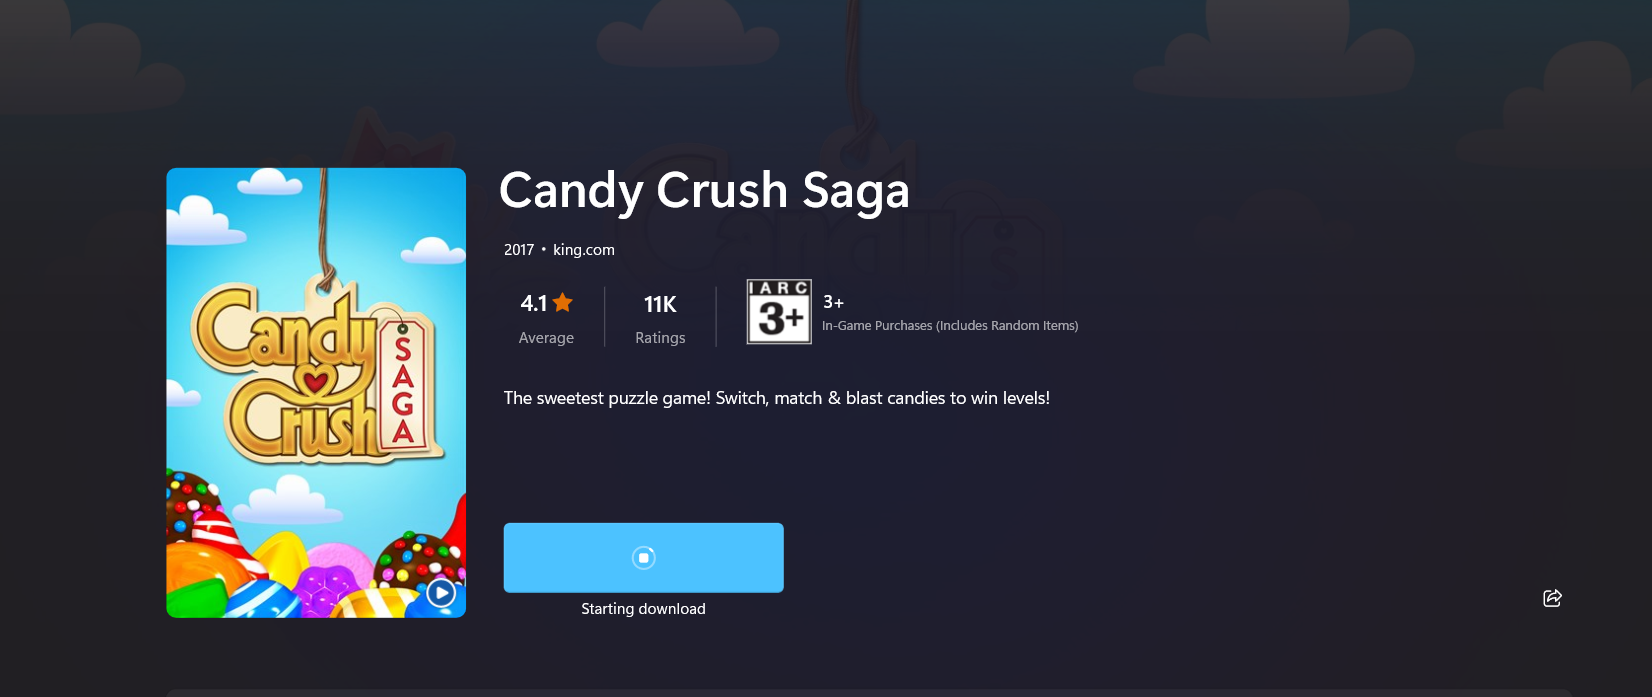 Candy
Crush
SAGA
Candy Crush Saga
2017 • king.com
4.1
Average
11K
Ratings
IARC
3+
3+
In-Game Purchases (Includes Random Items)
The sweetest puzzle game! Switch, match & blast candies to win levels!
Starting download